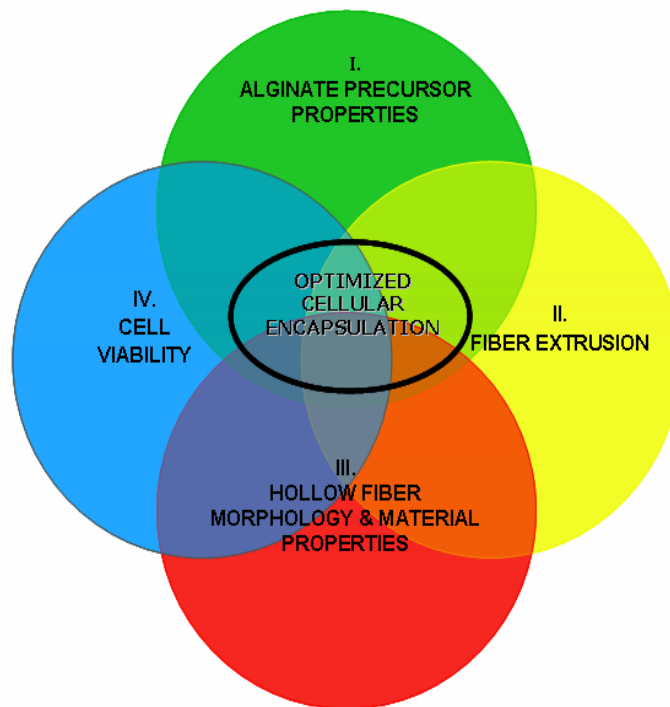 I.
ALGINATE PRECURSOR
PROPERTIES
OPTIMIZED
CELLULAR
ENCAPSULATION
IV.
CELL
VIABILITY
II.
FIBER EXTRUSION
III.
HOLLOW FIBER
MORPHOLOGY & MATERIAL
PROPERTIES